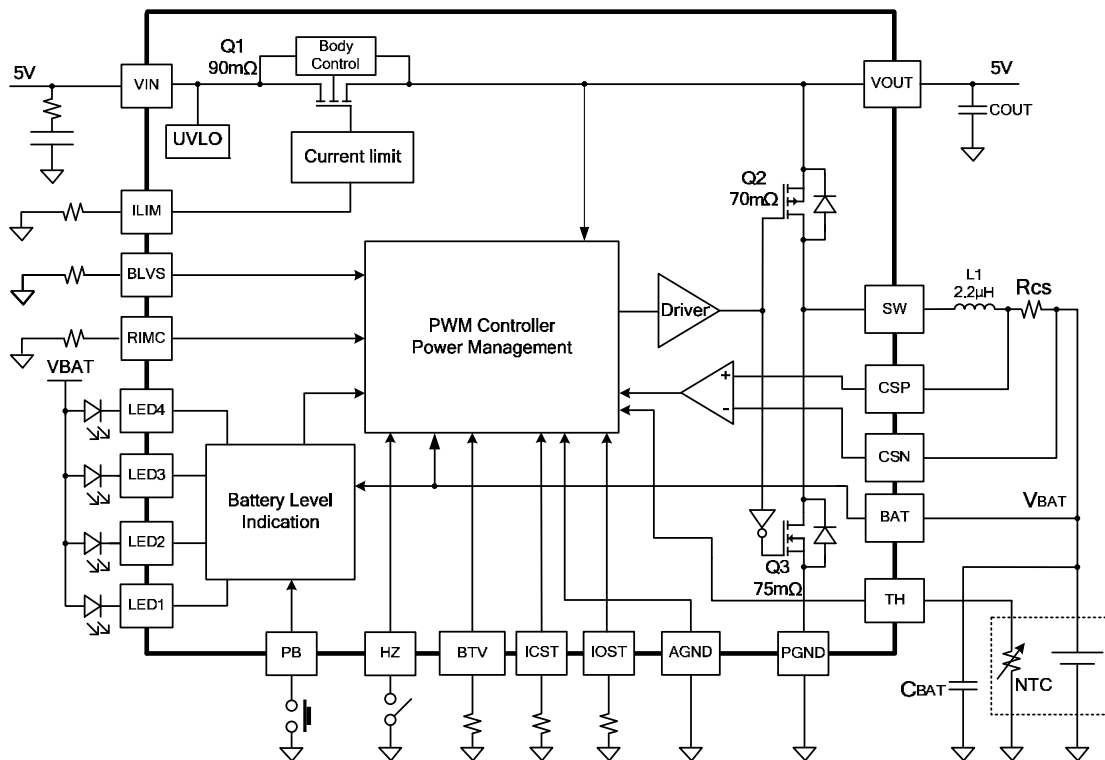 Q1
90mΩ
Body
Control
5V
VIN
VOUT
5V
COUT
UVLO
Current limit
Q2
70mΩ
ILIM
BLVS
L1
2.2µH
Rcs
SW
Driver
PWM Controller
Power Management
RIMC
VBAT
+
-
CSP
LED4
CSN
LED3
Battery Level
Indication
BAT
VBAT
LED2
Q3
75mΩ
TH
LED1
PB
HZ
BTV
ICST
IOST
AGND
PGND
CBAT
NTC